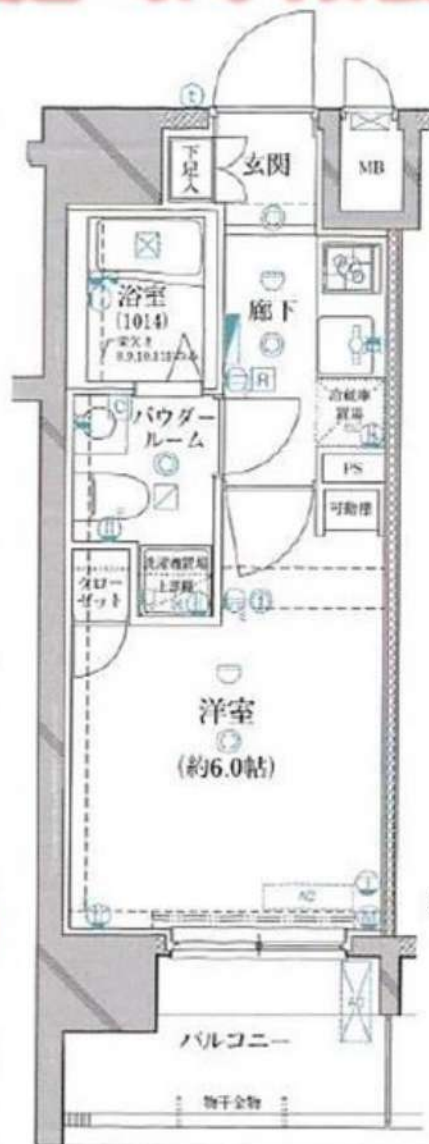 玄関
MB
下足入
浴室
(1014)
廊下
R
冷蔵庫
置場
C
パウダー
ルーム
PS
可動棚
洗濯機置場
上部棚
クロー
ゼット
洋室
(約6.0帖)
AC
バルコニー
物干金物